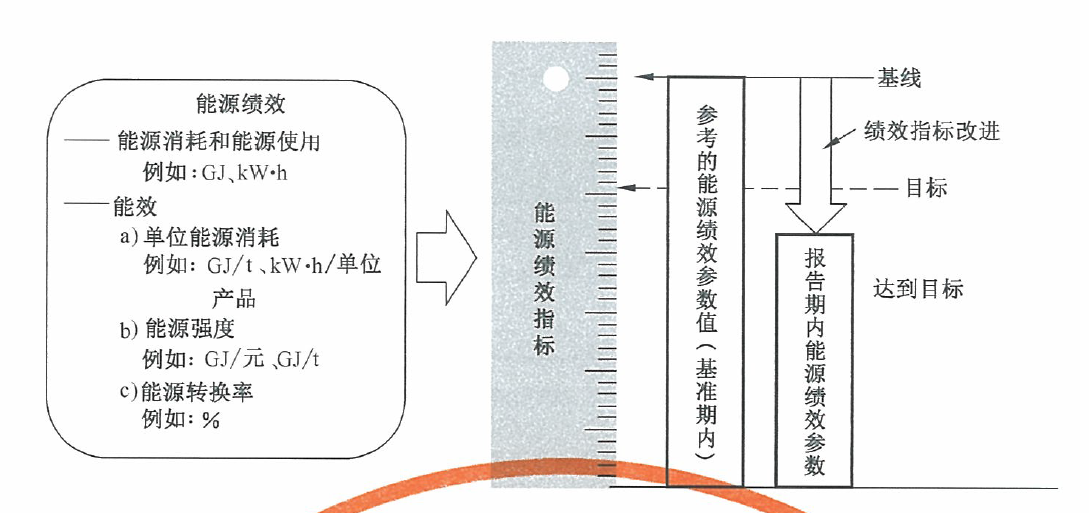 能源绩效
—— 能源消耗和能源使用
例如:GJ、kW·h
—— 能效
a) 单位能源消耗
例如: GJ/t 、kW·h/单位
产品
b) 能源强度
例如: GJ/元 、GJ/t
c) 能源转换率
例如: %
能源绩效指标
参考的能源绩效参数值(基准期内)
基线
绩效指标改进
目标
报告期内能源绩效参数
达到目标